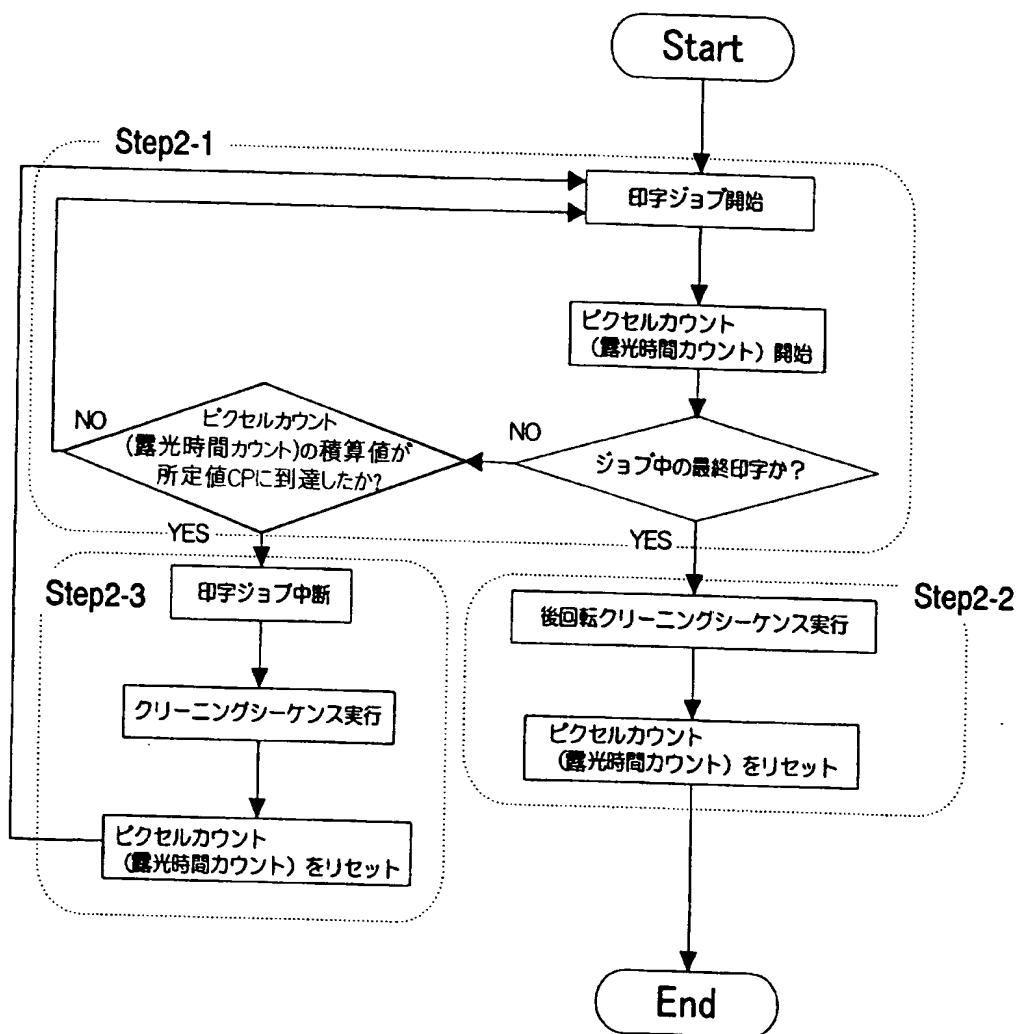 Start
Step2-1
印字ジョブ開始
ピクセルカウント
（露光時間カウント）開始
NO
ピクセルカウント
(露光時間カウント)の積算値が
所定値CPに到達したか?
NO
ジョブ中の最終印字か？
YES
YES
Step2-3
印字ジョブ中断
クリーニングシーケンス実行
ピクセルカウント
（露光時間カウント）をリセット
Step2-2
後回転クリーニングシーケンス実行
ピクセルカウント
（露光時間カウント）をリセット
End